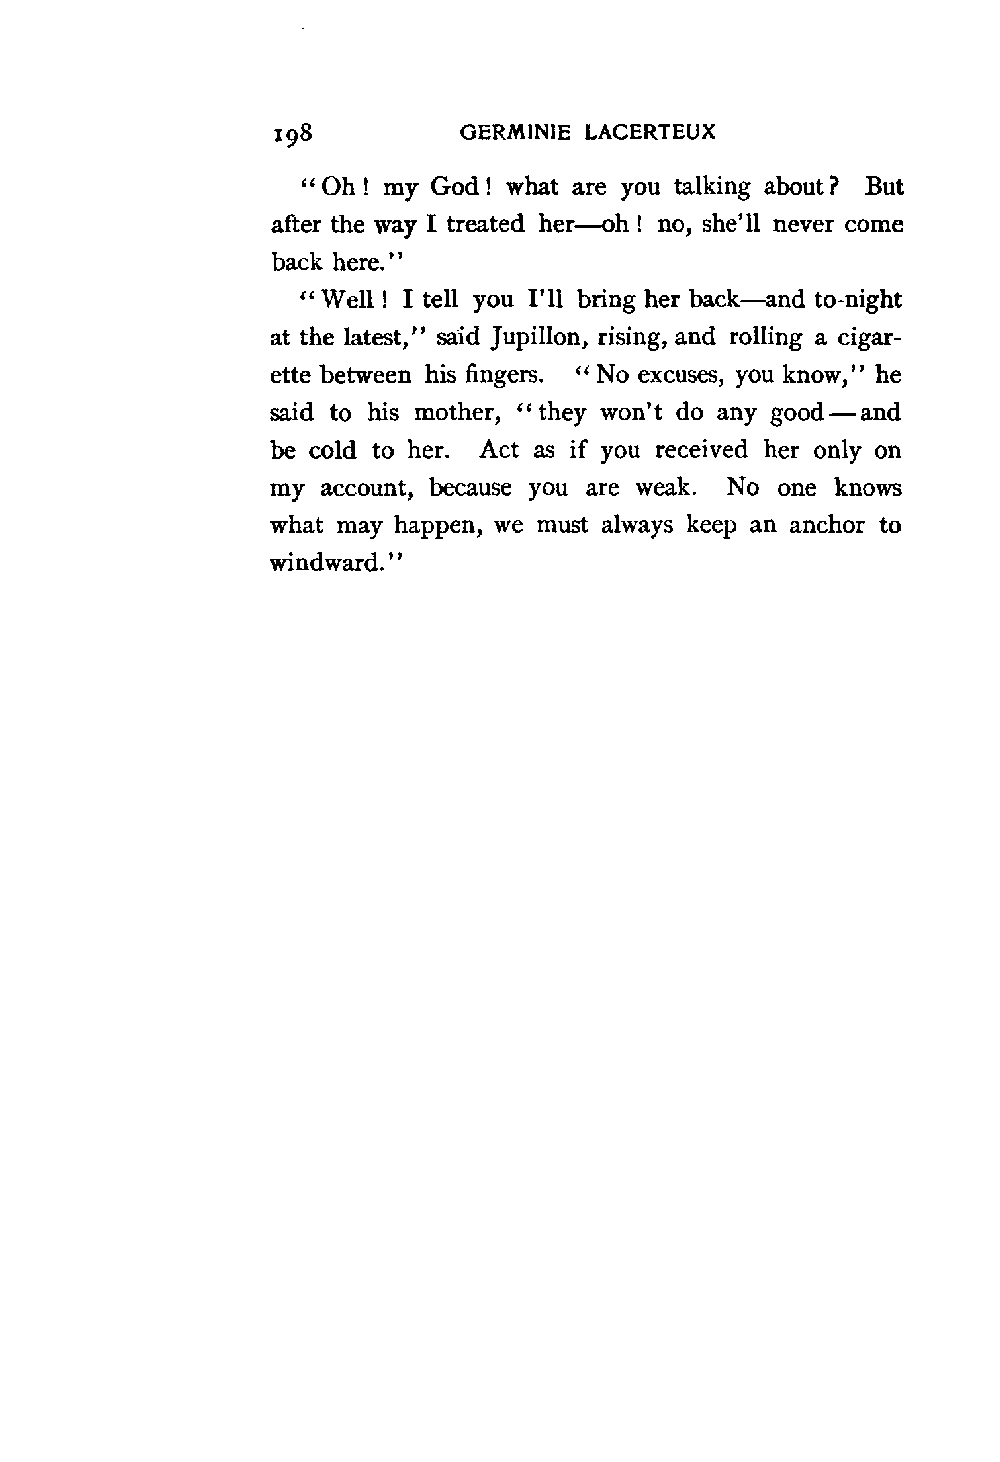 198 GERMINIE LACERTEUX
"Oh! my God! what are you talking about? But
after the way I treated her—oh! no, she'll never come
back here."
"Well! I tell you I'll bring her back—and to-night
at the latest," said Jupillon, rising, and rolling a cigar-
ette between his fingers. "No excuses, you know," he
said to his mother, "they won't do any good—and
be cold to her. Act as if you received her only on
my account, because you are weak. No one knows
what may happen, we must always keep an anchor to
windward."